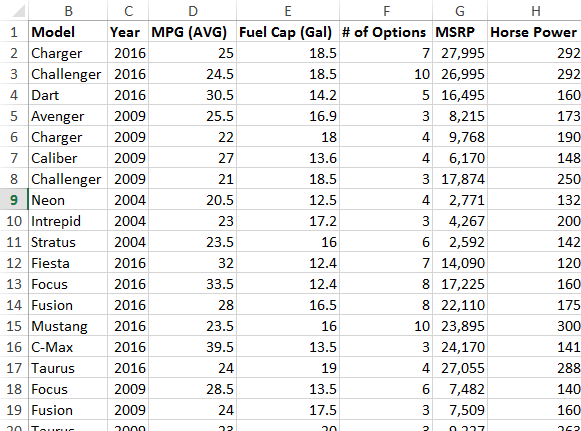 B C D E F G H
1 Model Year MPG (AVG) Fuel Cap (Gal) # of Options MSRP Horse Power
2 Charger 2016 25 18.5 7 27,995 292
3 Challenger 2016 24.5 18.5 10 26,995 292
4 Dart 2016 30.5 14.2 5 16,495 160
5 Avenger 2009 25.5 16.9 3 8,215 173
6 Charger 2009 22 18 4 9,768 190
7 Caliber 2009 27 13.6 4 6,170 148
8 Challenger 2009 21 18.5 3 17,874 250
9 Neon 2004 20.5 12.5 4 2,771 132
10 Intrepid 2004 23 17.2 3 4,267 200
11 Stratus 2004 23.5 16 6 2,592 142
12 Fiesta 2016 32 12.4 7 14,090 120
13 Focus 2016 33.5 12.4 8 17,225 160
14 Fusion 2016 28 16.5 8 22,110 175
15 Mustang 2016 23.5 16 10 23,895 300
16 C-Max 2016 39.5 13.5 3 24,170 141
17 Taurus 2016 24 19 4 27,055 288
18 Focus 2009 28.5 13.5 6 7,482 140
19 Fusion 2009 24 17.5 3 7,509 160
20 Taurus 2009 23 20 3 9,227 263